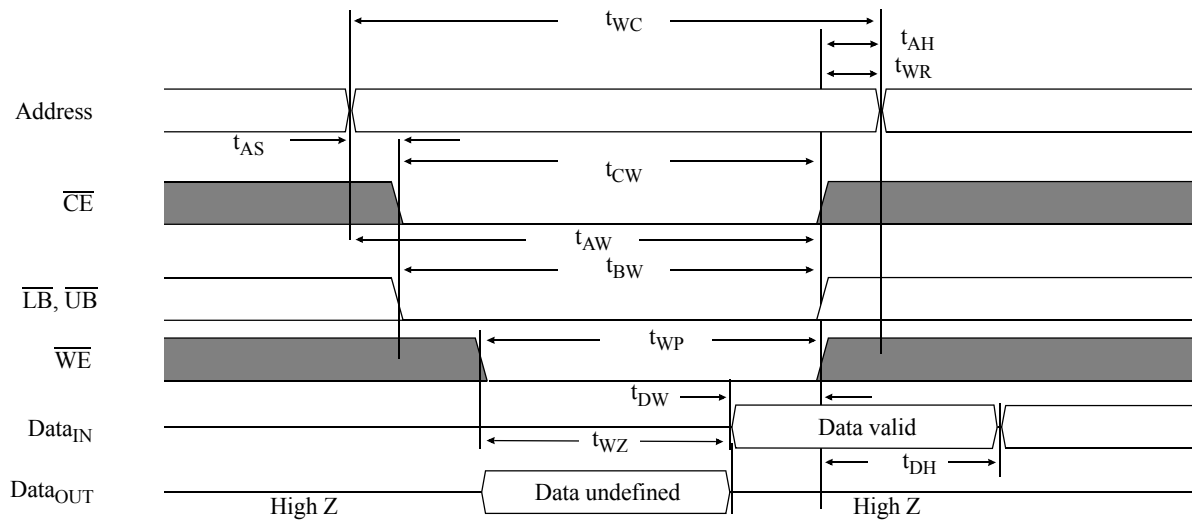 tWC
tAH
tWR
Address
tAS
tCW
CE
tAW
tBW
LB, UB
tWP
WE
tDW
DataIN
Data valid
tWZ
tDH
DataOUT
Data undefined
High Z
High Z